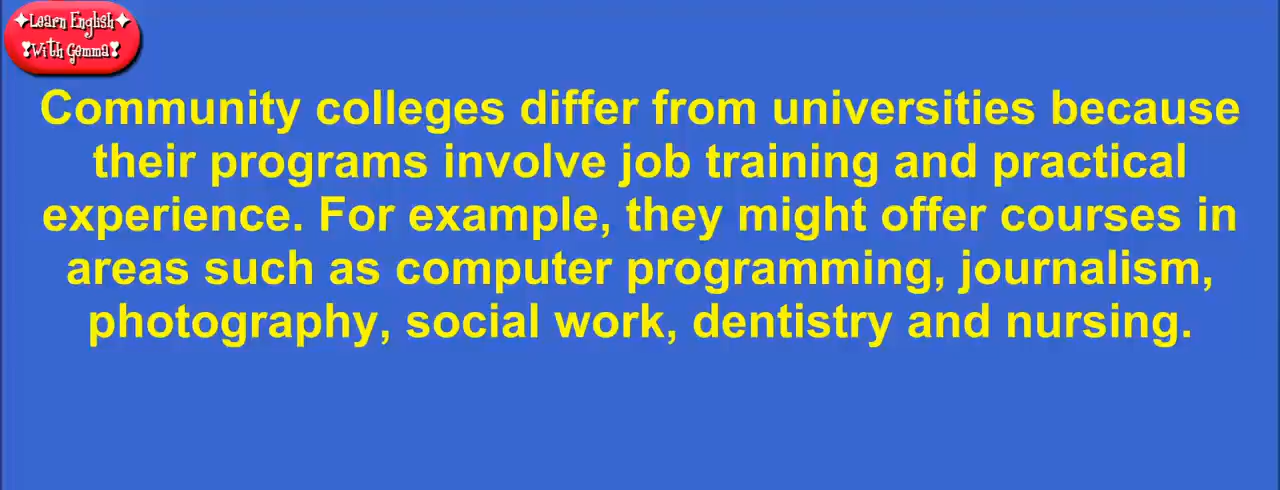 ✦Learn English✦
❢With Gemma❢
Community colleges differ from universities because
their programs involve job training and practical
experience. For example, they might offer courses in
areas such as computer programming, journalism,
photography, social work, dentistry and nursing.